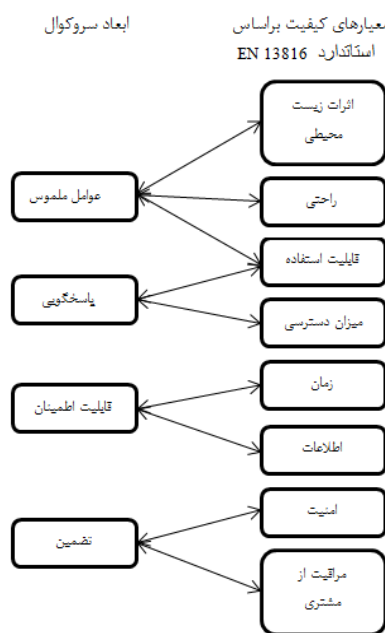 معیارهای کیفیت براساس
استاندارد EN 13816
ابعاد سروکوال
اثرات زیست
محیطی
راحتی
قابلیت استفاده
میزان دسترسی
زمان
اطلاعات
امنیت
مراقبت از
مشتری
عوامل ملموس
پاسخگویی
قابلیت اطمینان
تضمین